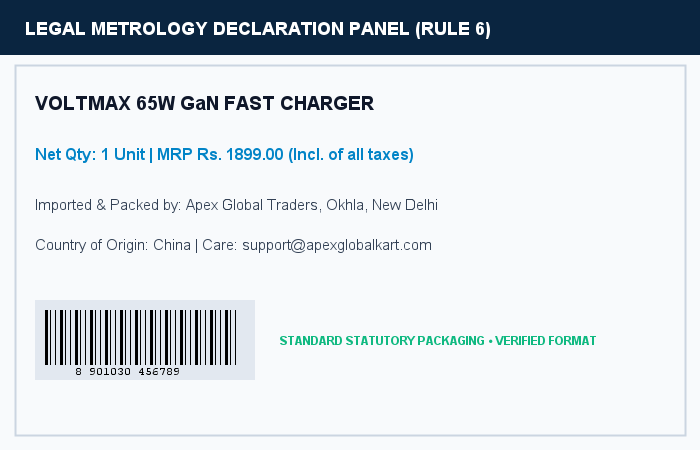 LEGAL METROLOGY DECLARATION PANEL (RULE 6)
VOLTMAX 65W GaN FAST CHARGER
Net Qty: 1 Unit | MRP Rs. 1899.00 (Incl. of all taxes)
Imported & Packed by: Apex Global Traders, Okhla, New Delhi
Country of Origin: China | Care: support@apexglobalkart.com
STANDARD STATUTORY PACKAGING • VERIFIED FORMAT
8 901030 456789